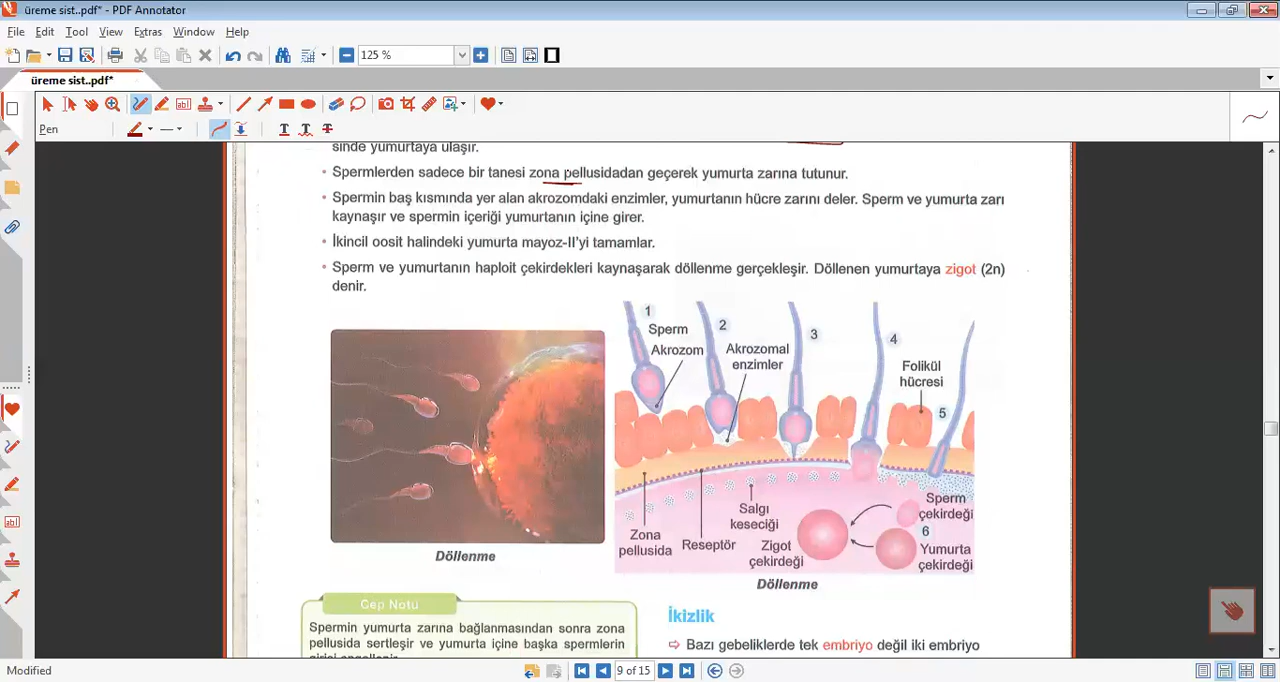 üreme sist..pdf* - PDF Annotator
File Edit Tool View Extras Window Help
125 %
üreme sist..pdf*
Pen
sinde yumurtaya ulaşır.
• Spermlerden sadece bir tanesi zona pellusidadan geçerek yumurta zarına tutunur.
• Spermin baş kısmında yer alan akrozomdaki enzimler, yumurtanın hücre zarını deler. Sperm ve yumurta zarı
kaynaşır ve spermin içeriği yumurtanın içine girer.
• İkincil oosit halindeki yumurta mayoz-II'yi tamamlar.
• Sperm ve yumurtanın haploit çekirdekleri kaynaşarak döllenme gerçekleşir. Döllenen yumurtaya zigot (2n)
denir.
1
Sperm
Akrozom
2
Akrozomal
enzimler
3
4
Folikül
hücresi
5
Zona
pellusida
Reseptör
Salgı
keseciği
Zigot
çekirdeği
Sperm
çekirdeği
6
Yumurta
çekirdeği
Döllenme
Döllenme
Cep Notu
Spermin yumurta zarına bağlanmasından sonra zona
pellusida sertleşir ve yumurta içine başka spermlerin
girişi engellenir.
İkizlik
⇨ Bazı gebeliklerde tek embriyo değil iki embriyo
Modified
9 of 15